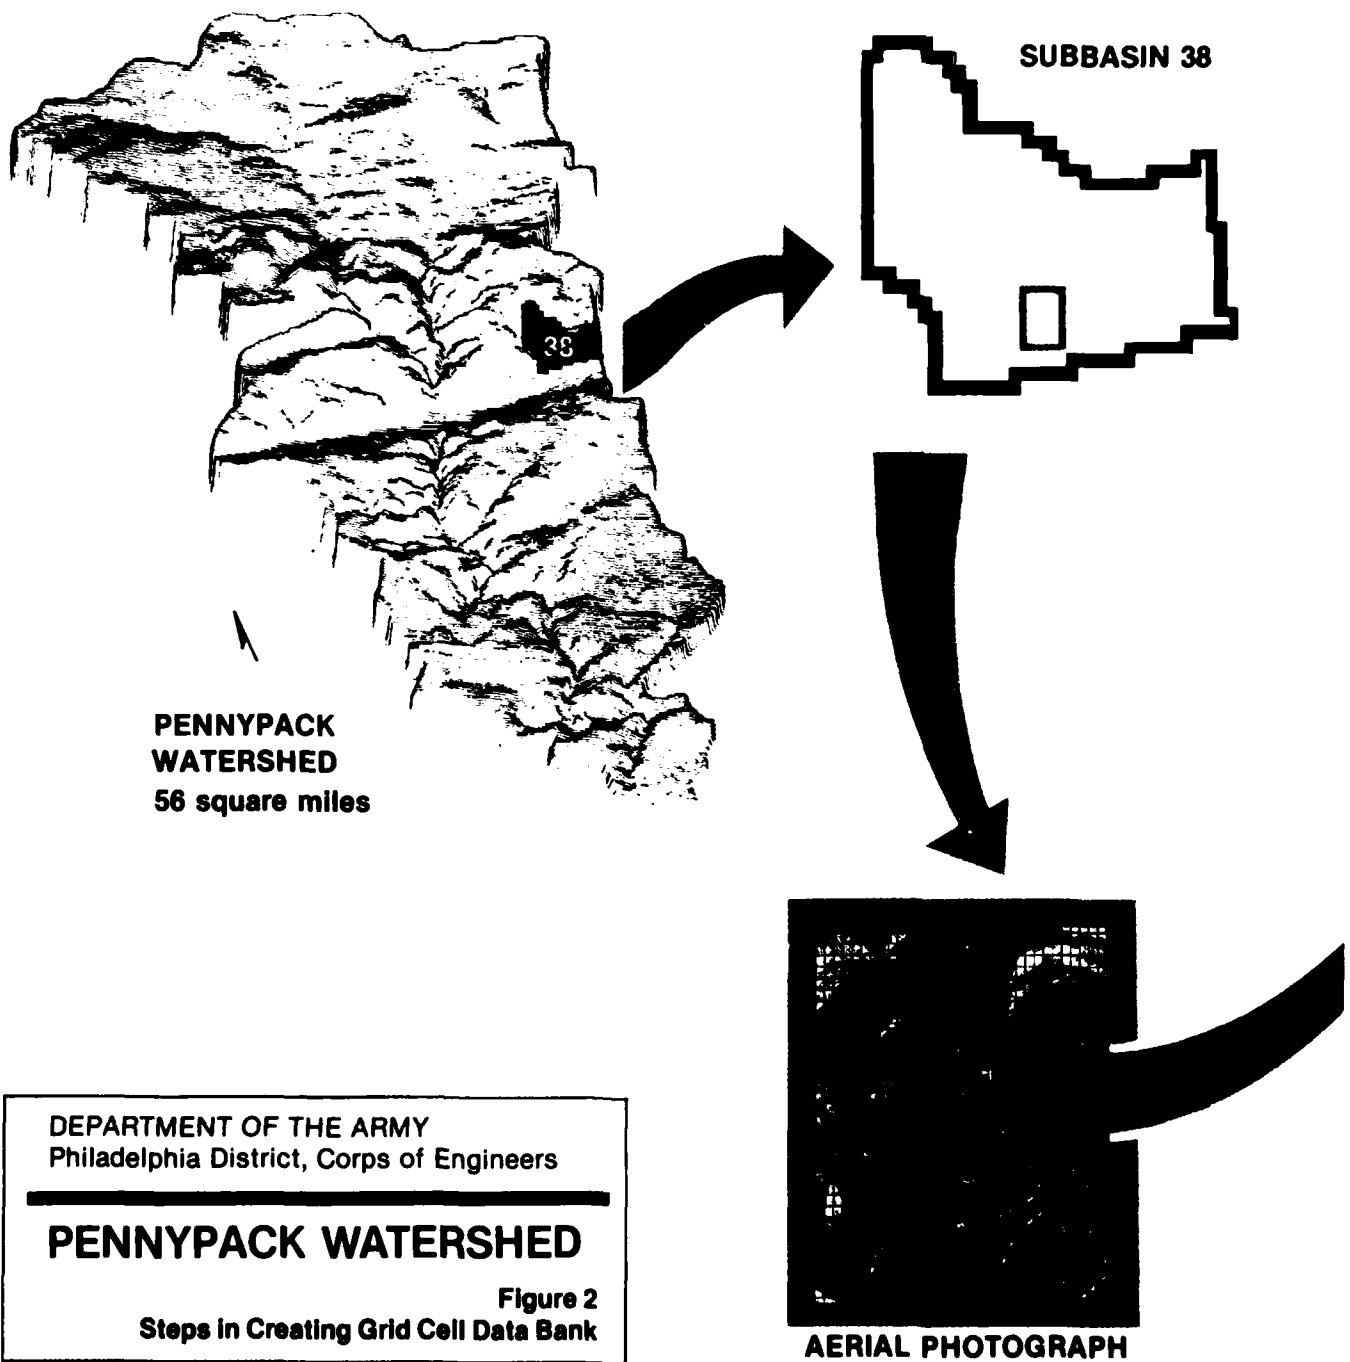 SUBBASIN 38
38
PENNYPACK
WATERSHED
56 square miles
DEPARTMENT OF THE ARMY
Philadelphia District, Corps of Engineers
PENNYPACK WATERSHED
Figure 2
Steps in Creating Grid Cell Data Bank
AERIAL PHOTOGRAPH